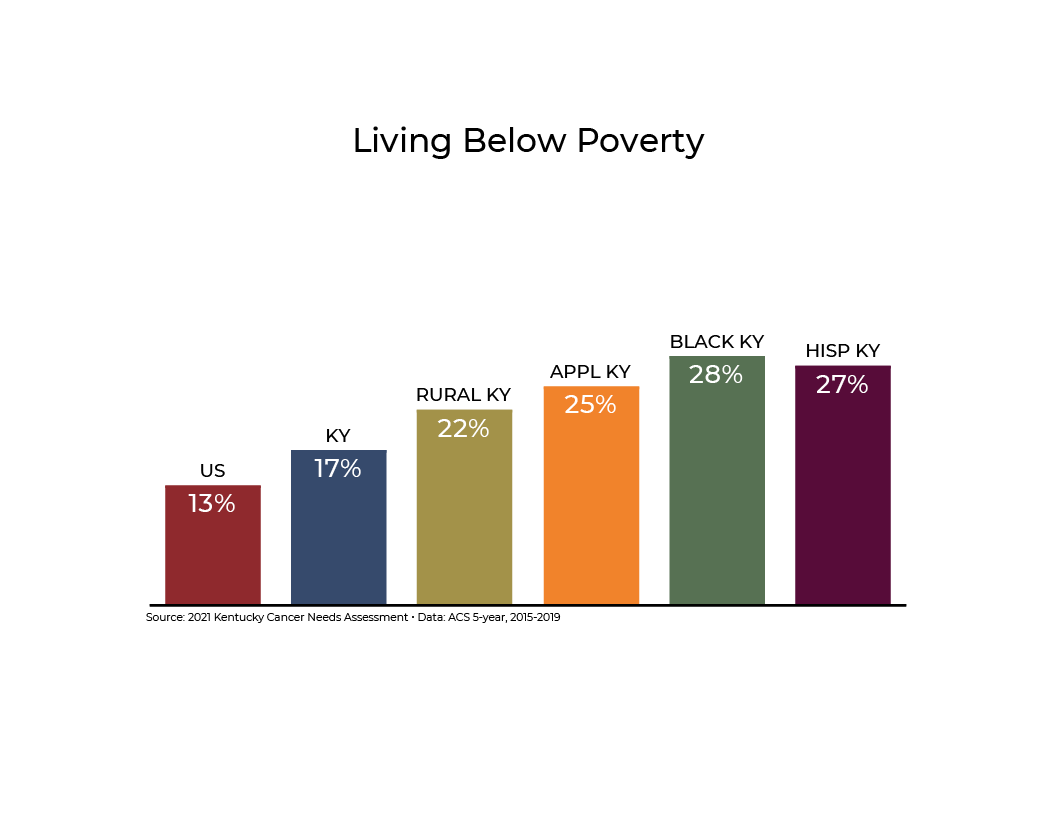 Living Below Poverty
US
13%
KY
17%
RURAL KY
22%
APPL KY
25%
BLACK KY
28%
HISP KY
27%
Source: 2021 Kentucky Cancer Needs Assessment • Data: ACS 5-year, 2015-2019